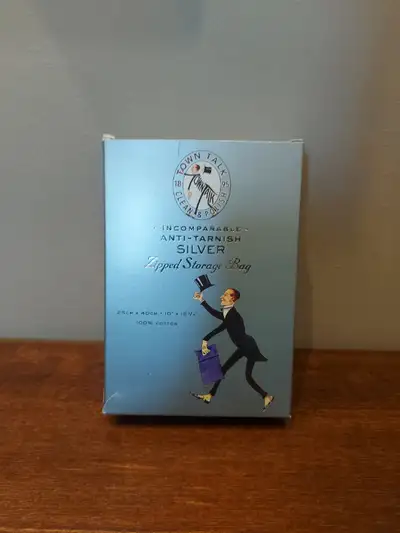 TOWN TALK
CLEAN & POLISH
"INCOMPARABLE"
ANTI-TARNISH
SILVER
Zipped Storage Bag
100% COTTON